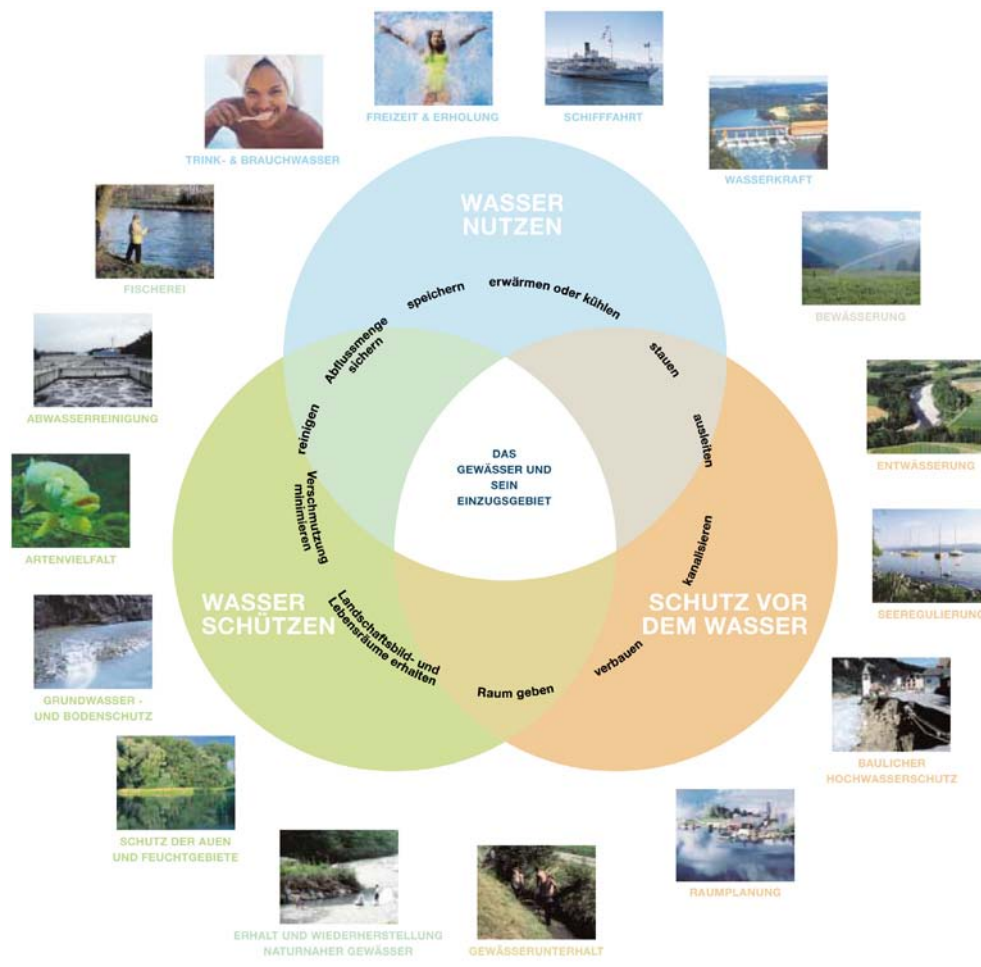 FREIZEIT & ERHOLUNG
SCHIFFFAHRT
TRINK- & BRAUCHWASSER
WASSERKRAFT
FISCHEREI
BEWÄSSERUNG
ABWASSERREINIGUNG
ENTWÄSSERUNG
ARTENVIELFALT
SEEREGULIERUNG
GRUNDWASSER -
UND BODENSCHUTZ
BAULICHER
HOCHWASSERSCHUTZ
SCHUTZ DER AUEN
UND FEUCHTGEBIETE
RAUMPLANUNG
ERHALT UND WIEDERHERSTELLUNG
NATURNAHER GEWÄSSER
GEWÄSSERUNTERHALT
WASSER
NUTZEN
speichern
erwärmen oder kühlen
Abflussmenge
sichern
stauen
reinigen
ausleiten
DAS
GEWÄSSER UND
SEIN
EINZUGSGEBIET
Verschmutzung
minimieren
kanalisieren
WASSER
SCHÜTZEN
SCHUTZ VOR
DEM WASSER
Landschaftsbild- und
Lebensräume erhalten
Raum geben
verbauen